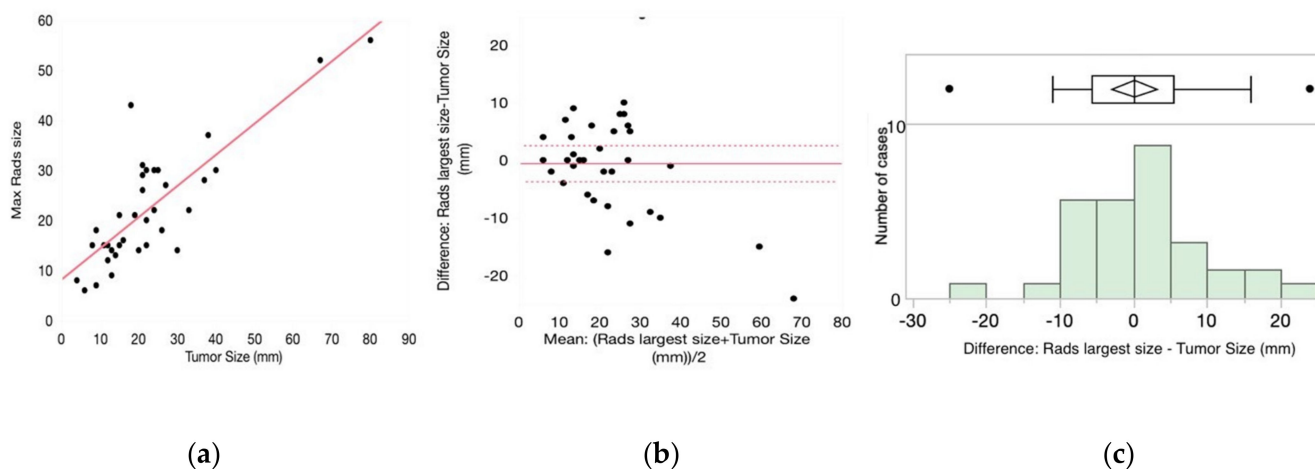 60
50
40
30
20
10
0
Max Rads size
0 10 20 30 40 50 60 70 80 90
Tumor Size (mm)
(a)
20
10
0
-10
-20
Difference: Rads largest size-Tumor Size
(mm)
0 10 20 30 40 50 60 70 80
Mean: (Rads largest size+Tumor Size
(mm))/2
(b)
10
0
Number of cases
-30 -20 -10 0 10 20
Difference: Rads largest size - Tumor Size (mm)
(c)